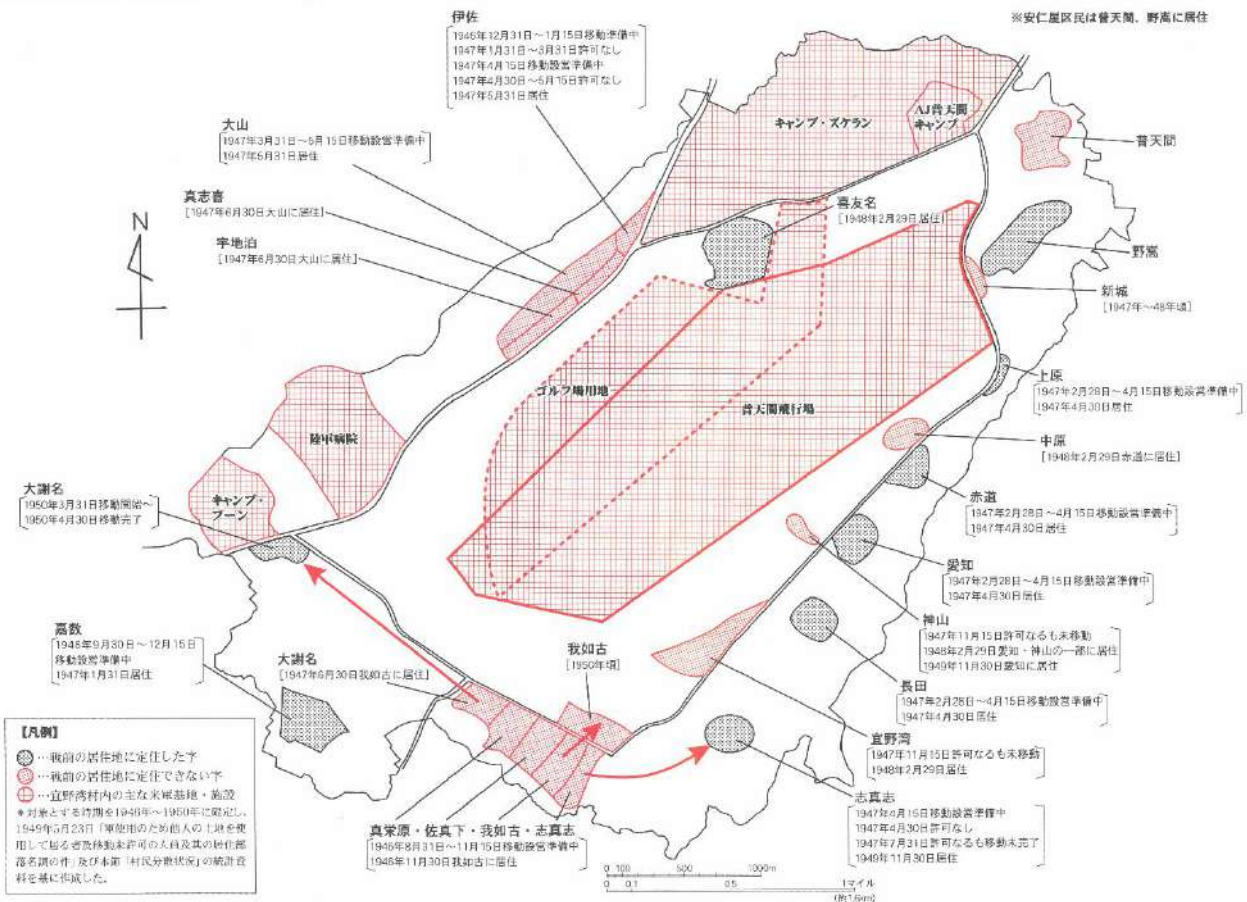 ※安仁屋区民は普天間、野嵩に居住
伊佐
1946年12月31日～1月15日移動準備中
1947年1月31日～3月31日許可なし
1947年4月15日移動設営準備中
1947年4月30日～5月15日許可なし
1947年5月31日居住
大山
1947年3月31日～5月15日移動設営準備中
1947年5月31日居住
真志喜
[1947年6月30日大山に居住]
宇地泊
[1947年6月30日大山に居住]
N
キャンプ・ズケラン
AJ普天間
キャンプ
普天間
喜友名
[1948年2月29日居住]
野嵩
新城
[1947年～48年頃]
上原
1947年2月28日～4月15日移動設営準備中
1947年4月30日居住
中原
[1948年2月29日赤道に居住]
赤道
1947年2月28日～4月15日移動設営準備中
1947年4月30日居住
愛知
1947年2月28日～4月15日移動設営準備中
1947年4月30日居住
神山
1947年11月15日許可なるも未移動
1948年2月29日愛知・神山の一部に居住
1949年11月30日愛知に居住
長田
1947年2月28日～4月15日移動設営準備中
1947年4月30日居住
宜野湾
1947年11月15日許可なるも未移動
1948年2月29日居住
志真志
1947年4月15日移動設営準備中
1947年4月30日許可なし
1947年7月31日許可なるも移動未完了
1949年11月30日居住
ゴルフ場用地
普天間飛行場
陸軍病院
キャンプ・
ブーン
大謝名
1950年3月31日移動開始～
1950年4月30日移動完了
嘉数
1946年9月30日～12月15日
移動設営準備中
1947年1月31日居住
大謝名
[1947年6月30日我如古に居住]
我如古
[1950年頃]
真栄原・佐真下・我如古・志真志
1946年8月31日～11月15日移動設営準備中
1946年11月30日我如古に居住
【凡例】
…戦前の居住地に定住した字
…戦前の居住地に定住できない字
…宜野湾村内の主な米軍基地・施設
＊対象とする時期を1946年～1950年に限定し、
1949年5月23日「軍使用のため他人の土地を使
用して居る者及移動未許可の人員及其の居住部
落名調の件」及び本節「村民分散状況」の統計資
料を基に作成した。
0 100 500 1000m
0 0.1 0.5 1マイル
(約1.6km)